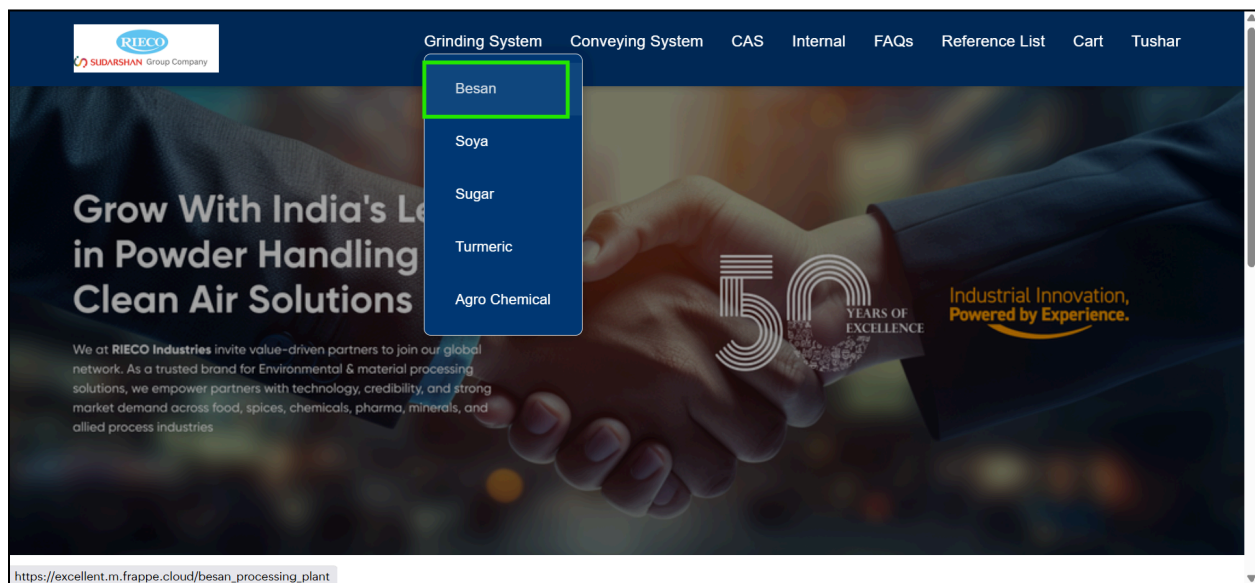 RIECO
SUDARSHAN Group Company
Grinding System Conveying System CAS Internal FAQs Reference List Cart Tushar
Besan
Soya
Sugar
Turmeric
Agro Chemical
Grow With India's Le
in Powder Handling
Clean Air Solutions
We at RIECO Industries invite value-driven partners to join our global
network. As a trusted brand for Environmental & material processing
solutions, we empower partners with technology, credibility, and strong
market demand across food, spices, chemicals, pharma, minerals, and
allied process industries
50
YEARS OF
EXCELLENCE
Industrial Innovation,
Powered by Experience.
https://excellent.m.frappe.cloud/besan_processing_plant